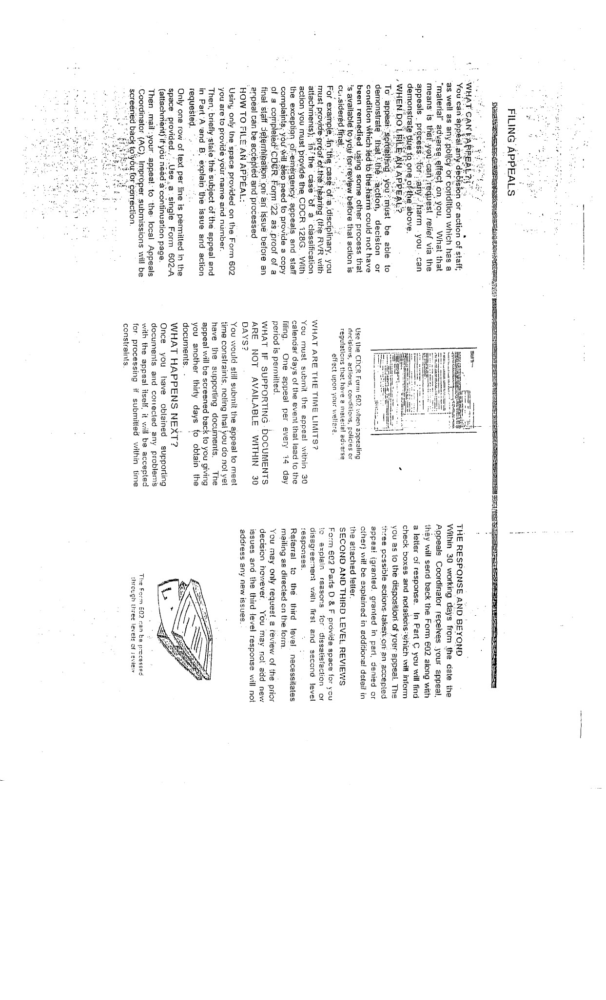 FILING APPEALS
WHAT CAN I APPEAL?
You can appeal any decision or action of staff,
as well as any policy or condition which has a
"material" adverse effect on you. What that
means is that you can request relief via the
appeals process for any harm you can
demonstrate due to one of the above.
WHEN DO I FILE AN APPEAL?
To appeal something you must be able to
demonstrate that the action, decision or
condition which led to the harm could not have
been remedied using some other process that
is available to you for review before that action is
considered final.
For example, in the case of a disciplinary, you
must provide proof of the hearing (the RVR with
attachments); in the case of a classification
action you must provide the CDCR 128G. With
the exception of emergency appeals and staff
complaints, you will also need to provide a copy
of a completed CDCR Form 22 as proof of a
final staff determination on an issue before an
appeal can be accepted and processed
HOW TO FILE AN APPEAL:
Using only the space provided on the Form 602
you are to provide your name and number.
Then, briefly state the subject of the appeal and
in Part A and B, explain the issue and action
requested.
Only one row of text per line is permitted in the
space provided. Use a single Form 602-A
(attachment) if you need a continuation page.
Then mail your appeal to the local Appeals
Coordinator (AC). Improper submissions will be
screened back to you for correction.
Use the CDCR Form 602 when appealing
decisions, actions, conditions, policies or
regulations that have a material adverse
effect upon your welfare.
WHAT ARE THE TIME LIMITS?
You must submit the appeal within 30
calendar days of the event that lead to the
filing. One appeal per every 14 day
period is permitted.
WHAT IF SUPPORTING DOCUMENTS
ARE NOT AVAILABLE WITHIN 30
DAYS?
You would still submit the appeal to meet
time constraints, noting that you do not yet
have the supporting documents. The
appeal will be screened back to you giving
you another thirty days to obtain the
documents.
WHAT HAPPENS NEXT?
Once you have obtained supporting
documents and corrected any problems
with the appeal itself, it will be accepted
for processing if submitted within time
constraints.
THE RESPONSE AND BEYOND
Within 30 working days from the date the
Appeals Coordinator receives your appeal,
they will send back the Form 602 along with
a letter of response. In Part C you will find
check boxes and notations which will inform
you as to the disposition of your appeal. The
three possible actions taken on an accepted
appeal (granted, granted in part, denied or
other) will be explained in additional detail in
the attached letter.
SECOND AND THIRD LEVEL REVIEWS
Form 602 Parts D & F provide space for you
to explain reasons for dissatisfaction or
disagreement with first and second level
responses.
Referral to the third level necessitates
mailing as directed on the form.
You may only request a review of the prior
decision however. You may not add new
issues and the third level response will not
address any new issues.
The Form 602 can be processed
through three levels of review